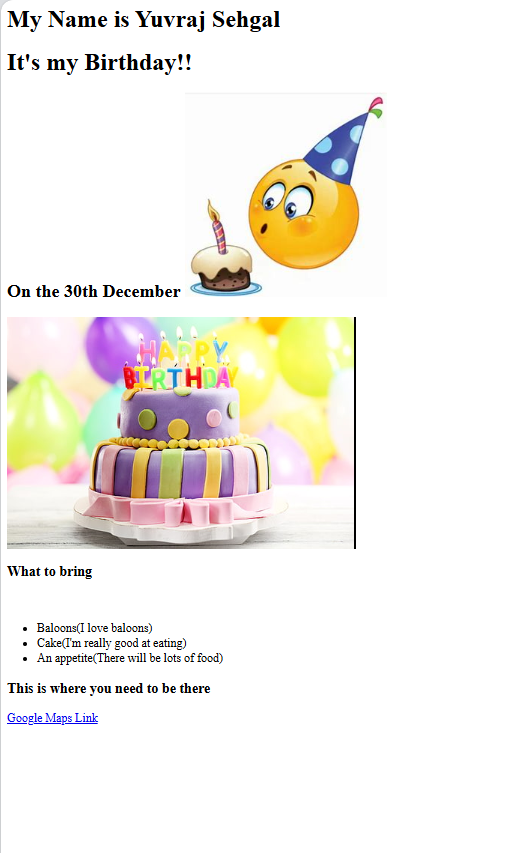 My Name is Yuvraj Sehgal
It's my Birthday!!
On the 30th December
HAPPY
BIRTHDAY
What to bring
Baloons(I love baloons)
Cake(I'm really good at eating)
An appetite(There will be lots of food)
This is where you need to be there
Google Maps Link